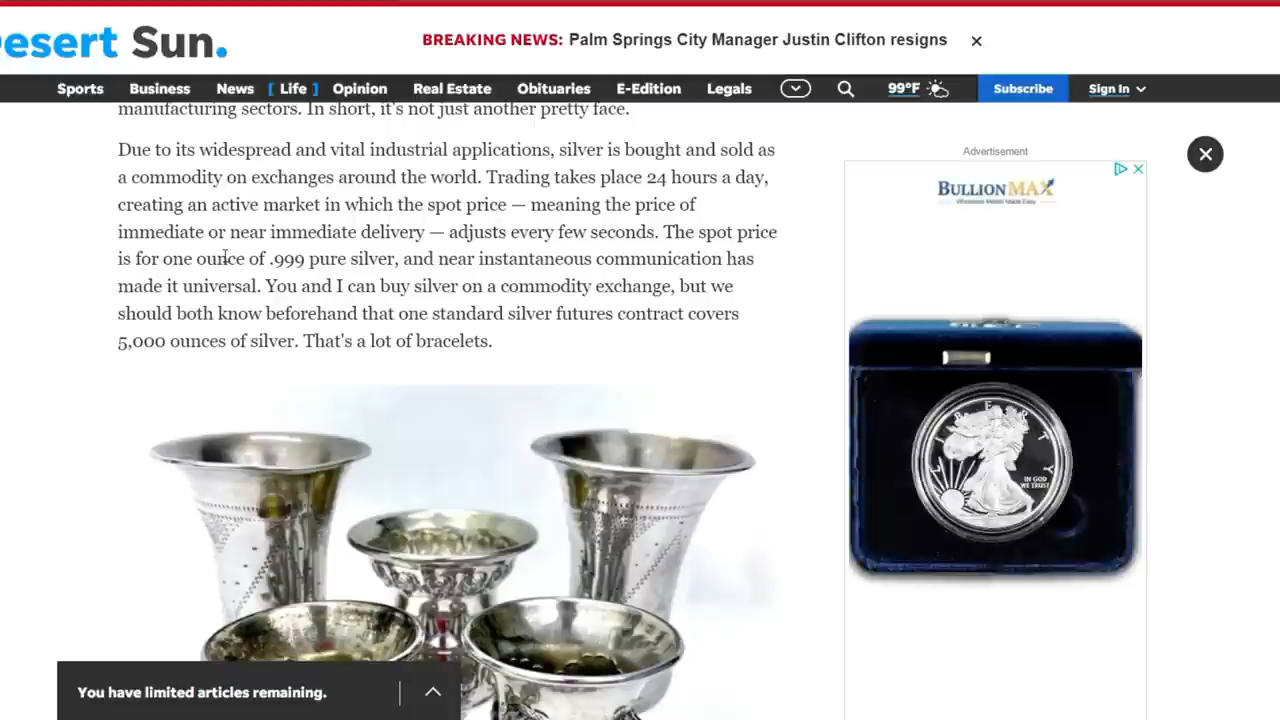 esert Sun.
BREAKING NEWS: Palm Springs City Manager Justin Clifton resigns
Sports Business News [ Life ] Opinion Real Estate Obituaries E-Edition Legals 99°F Subscribe Sign In
manufacturing sectors. In short, it's not just another pretty face.
Due to its widespread and vital industrial applications, silver is bought and sold as
a commodity on exchanges around the world. Trading takes place 24 hours a day,
creating an active market in which the spot price — meaning the price of
immediate or near immediate delivery — adjusts every few seconds. The spot price
is for one ounce of .999 pure silver, and near instantaneous communication has
made it universal. You and I can buy silver on a commodity exchange, but we
should both know beforehand that one standard silver futures contract covers
5,000 ounces of silver. That's a lot of bracelets.
Advertisement
BULLIONMAX
Wholesale Metals Made Easy
LIBERTY
IN GOD
WE TRUST
You have limited articles remaining.